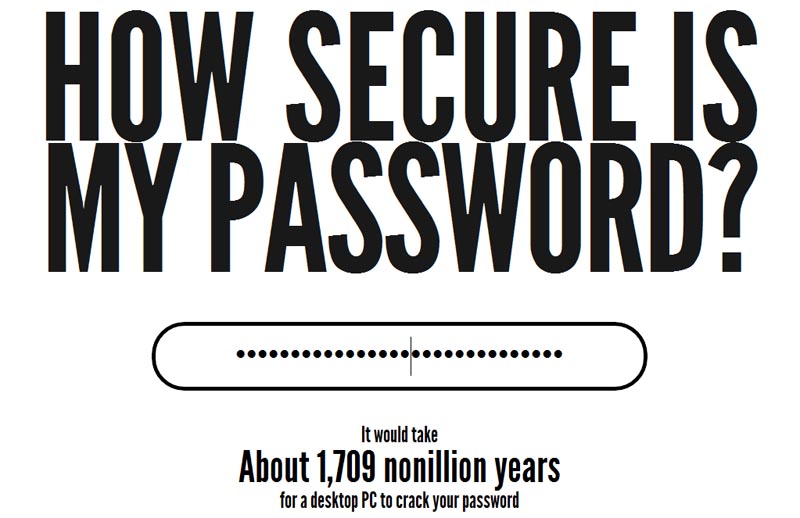 HOW SECURE IS
MY PASSWORD?
It would take
About 1,709 nonillion years
for a desktop PC to crack your password